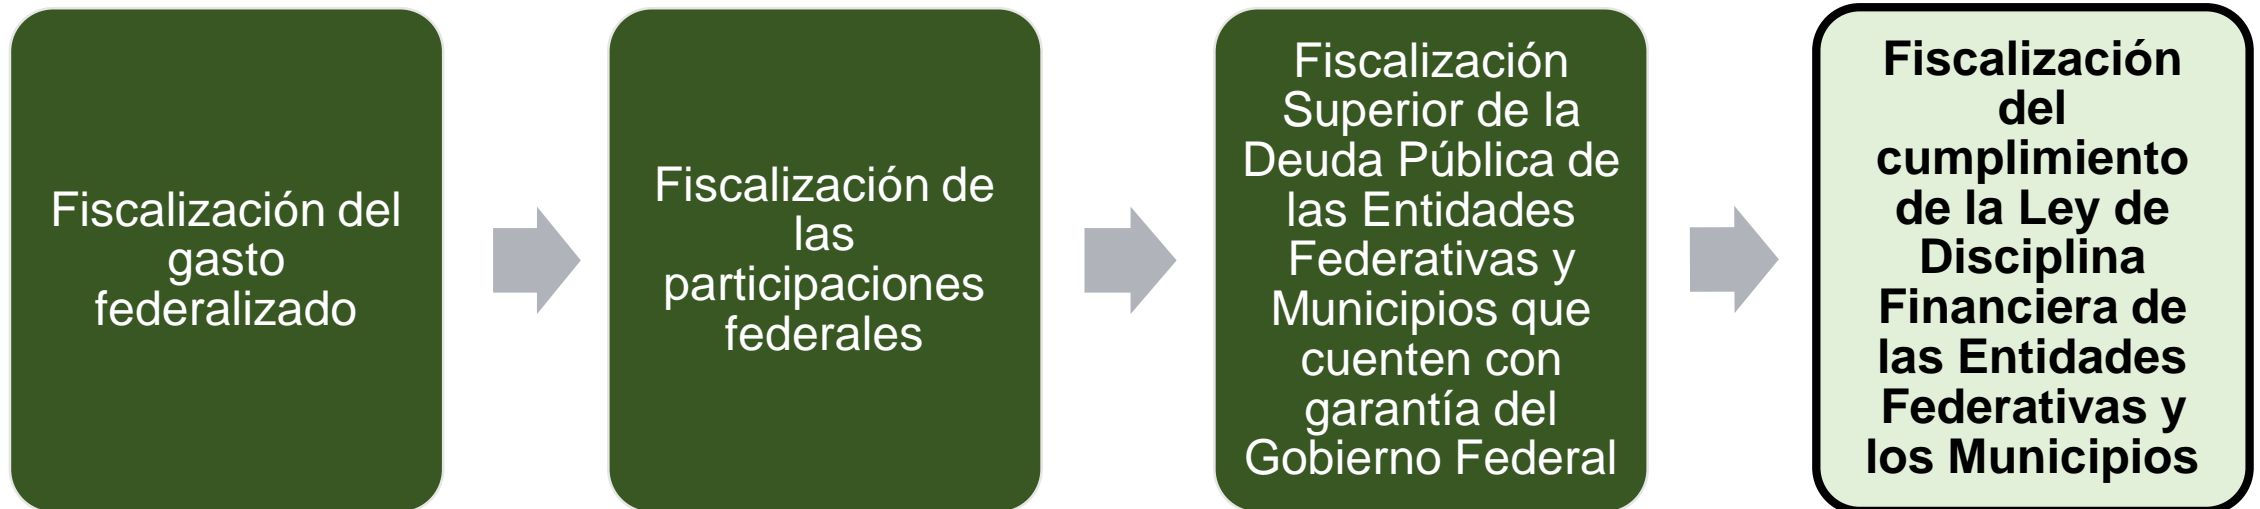 Fiscalización del
gasto
federalizado
Fiscalización de
las
participaciones
federales
Fiscalización
Superior de la
Deuda Pública de
las Entidades
Federativas y
Municipios que
cuenten con
garantía del
Gobierno Federal
Fiscalización
del
cumplimiento
de la Ley de
Disciplina
Financiera de
las Entidades
Federativas y
los Municipios